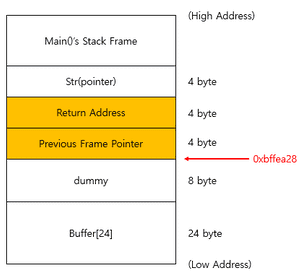 (High Address)
Main()'s Stack Frame
Str(pointer) 4 byte
Return Address 4 byte
Previous Frame Pointer 4 byte
0xbffea28
dummy 8 byte
Buffer[24] 24 byte
(Low Address)